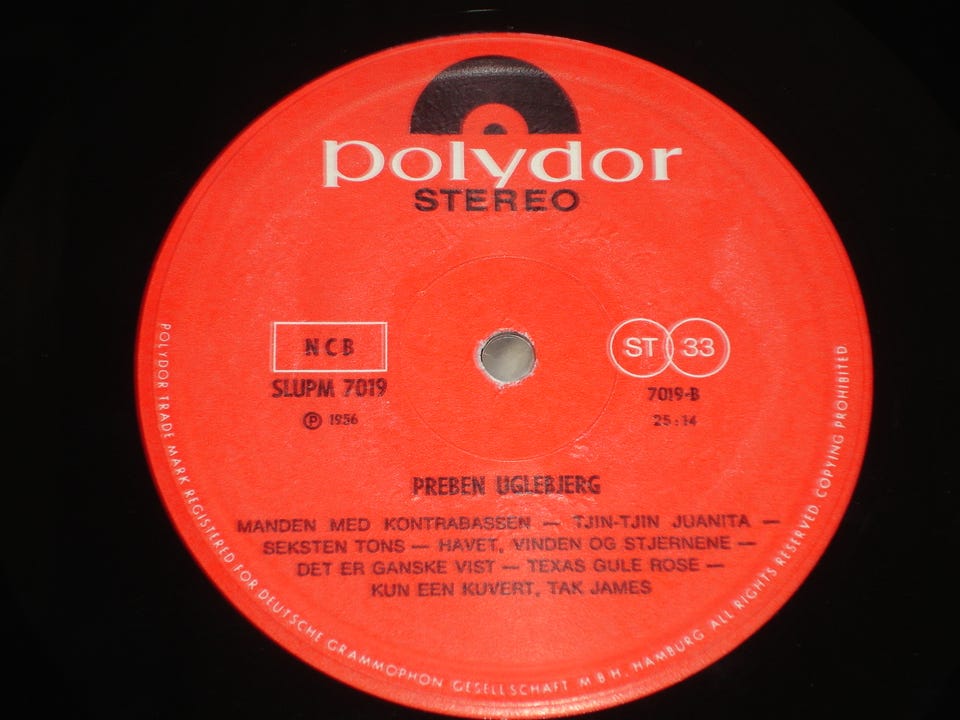 polydor
STEREO
NCB
SLUPM 7019
℗ 1956
ST 33
7019-B
25:14
PREBEN UGLEBJERG
MANDEN MED KONTRABASSEN — TJIN-TJIN JUANITA —
SEKSTEN TONS — HAVET, VINDEN OG STJERNENE —
DET ER GANSKE VIST — TEXAS GULE ROSE —
KUN EEN KUVERT, TAK JAMES
POLYDOR TRADE MARK REGISTERED FOR DEUTSCHE GRAMMOPHON GESELLSCHAFT M B H, HAMBURG ALL RIGHTS RESERVED COPYING PROHIBITED